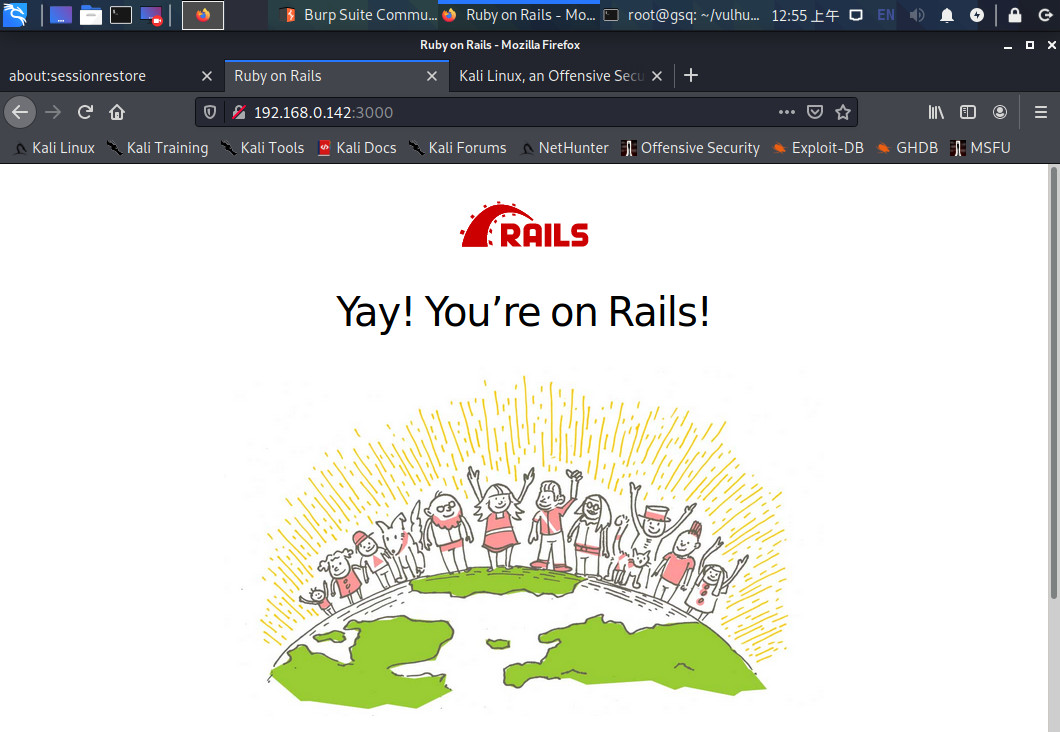 Burp Suite Commu... Ruby on Rails - Mo... root@gsq: ~/vulhu... 12:55 上午 EN
Ruby on Rails - Mozilla Firefox
about:sessionrestore Ruby on Rails Kali Linux, an Offensive Secu
192.168.0.142:3000
Kali Linux Kali Training Kali Tools Kali Docs Kali Forums NetHunter Offensive Security Exploit-DB GHDB MSFU
RAILS
Yay! You’re on Rails!